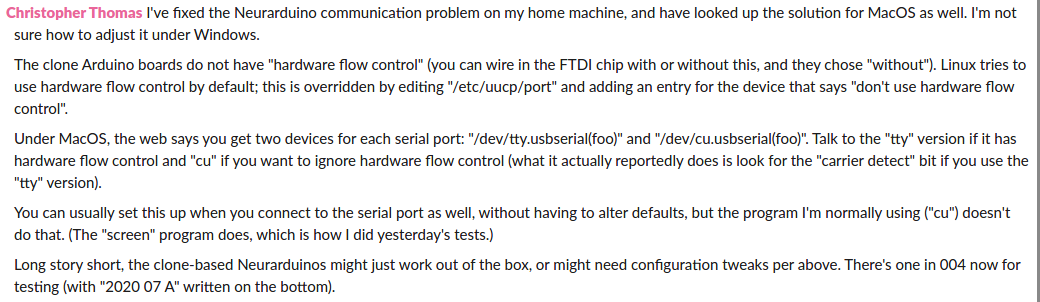 Christopher Thomas I've fixed the Neurarduino communication problem on my home machine, and have looked up the solution for MacOS as well. I'm not
sure how to adjust it under Windows.
The clone Arduino boards do not have "hardware flow control" (you can wire in the FTDI chip with or without this, and they chose "without"). Linux tries to
use hardware flow control by default; this is overridden by editing "/etc/uucp/port" and adding an entry for the device that says "don't use hardware flow
control".
Under MacOS, the web says you get two devices for each serial port: "/dev/tty.usbserial(foo)" and "/dev/cu.usbserial(foo)". Talk to the "tty" version if it has
hardware flow control and "cu" if you want to ignore hardware flow control (what it actually reportedly does is look for the "carrier detect" bit if you use the
"tty" version).
You can usually set this up when you connect to the serial port as well, without having to alter defaults, but the program I'm normally using ("cu") doesn't
do that. (The "screen" program does, which is how I did yesterday's tests.)
Long story short, the clone-based Neurarduinos might just work out of the box, or might need configuration tweaks per above. There's one in 004 now for
testing (with "2020 07 A" written on the bottom).